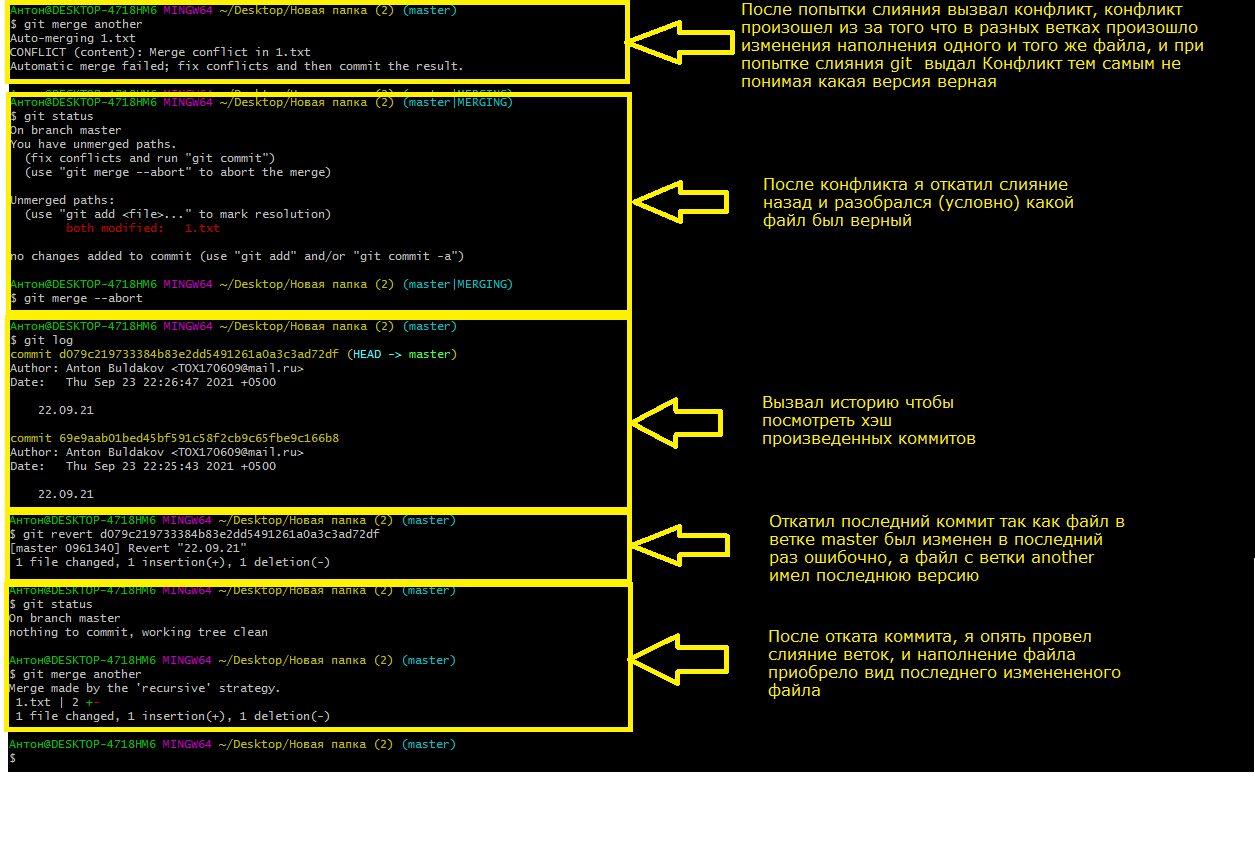 Антон@DESKTOP-4718HM6 MINGW64 ~/Desktop/Новая папка (2) (master)
$ git merge another
Auto-merging 1.txt
CONFLICT (content): Merge conflict in 1.txt
Automatic merge failed; fix conflicts and then commit the result.
После попытки слияния вызвал конфликт, конфликт
произошел из за того что в разных ветках произошло
изменения наполнения одного и того же файла, и при
попытке слияния git выдал Конфликт тем самым не
понимая какая версия верная
Антон@DESKTOP-4718HM6 MINGW64 ~/Desktop/Новая папка (2) (master|MERGING)
$ git status
On branch master
You have unmerged paths.
(fix conflicts and run "git commit")
(use "git merge --abort" to abort the merge)
Unmerged paths:
(use "git add <file>..." to mark resolution)
both modified: 1.txt
no changes added to commit (use "git add" and/or "git commit -a")
Антон@DESKTOP-4718HM6 MINGW64 ~/Desktop/Новая папка (2) (master|MERGING)
$ git merge --abort
После конфликта я откатил слияние
назад и разобрался (условно) какой
файл был верный
Антон@DESKTOP-4718HM6 MINGW64 ~/Desktop/Новая папка (2) (master)
$ git log
commit d079c219733384b83e2dd5491261a0a3c3ad72df (HEAD -> master)
Author: Anton Buldakov <TOX170609@mail.ru>
Date: Thu Sep 23 22:26:47 2021 +0500
22.09.21
commit 69e9aab01bed45bf591c58f2cb9c65fbe9c166b8
Author: Anton Buldakov <TOX170609@mail.ru>
Date: Thu Sep 23 22:25:43 2021 +0500
22.09.21
Вызвал историю чтобы
посмотреть хэш
произведенных коммитов
Антон@DESKTOP-4718HM6 MINGW64 ~/Desktop/Новая папка (2) (master)
$ git revert d079c219733384b83e2dd5491261a0a3c3ad72df
[master 0961340] Revert "22.09.21"
1 file changed, 1 insertion(+), 1 deletion(-)
Откатил последний коммит так как файл в
ветке master был изменен в последний
раз ошибочно, а файл с ветки another
имел последнюю версию
Антон@DESKTOP-4718HM6 MINGW64 ~/Desktop/Новая папка (2) (master)
$ git status
On branch master
nothing to commit, working tree clean
Антон@DESKTOP-4718HM6 MINGW64 ~/Desktop/Новая папка (2) (master)
$ git merge another
Merge made by the 'recursive' strategy.
1.txt | 2 +-
1 file changed, 1 insertion(+), 1 deletion(-)
После отката коммита, я опять провел
слияние веток, и наполнение файла
приобрело вид последнего изменененого
файла
Антон@DESKTOP-4718HM6 MINGW64 ~/Desktop/Новая папка (2) (master)
$